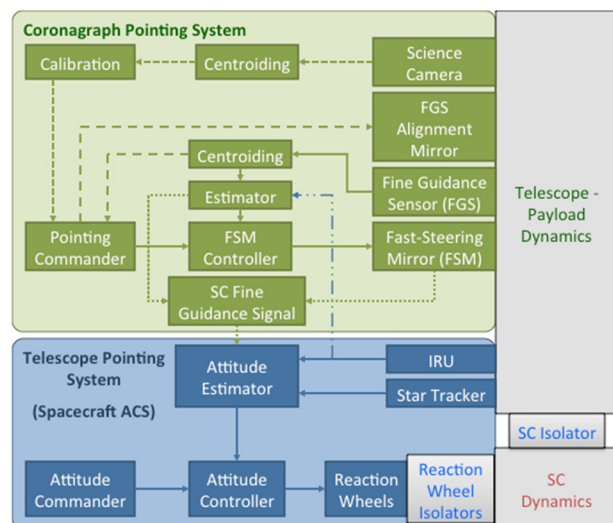 Coronagraph Pointing System
Calibration
Centroiding
Science
Camera
FGS
Alignment
Mirror
Centroiding
Estimator
Fine Guidance
Sensor (FGS)
Pointing
Commander
FSM
Controller
Fast-Steering
Mirror (FSM)
SC Fine
Guidance Signal
Telescope -
Payload
Dynamics
Telescope Pointing
System
(Spacecraft ACS)
Attitude
Estimator
IRU
Star Tracker
SC Isolator
Attitude
Commander
Attitude
Controller
Reaction
Wheels
Reaction
Wheel
Isolators
SC
Dynamics